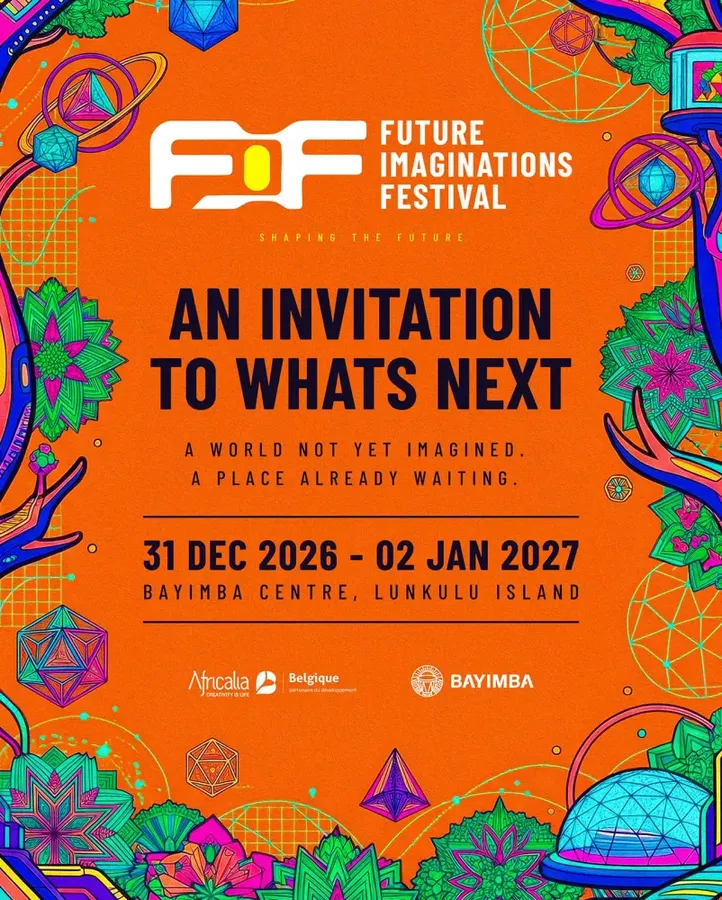 FOF
FUTURE
IMAGINATIONS
FESTIVAL
SHAPING THE FUTURE
AN INVITATION
TO WHATS NEXT
A WORLD NOT YET IMAGINED.
A PLACE ALREADY WAITING.
31 DEC 2026 - 02 JAN 2027
BAYIMBA CENTRE, LUNKULU ISLAND
Africalia
CREATIVITY IS LIFE
Belgique
partenaire du développement
BAYIMBA